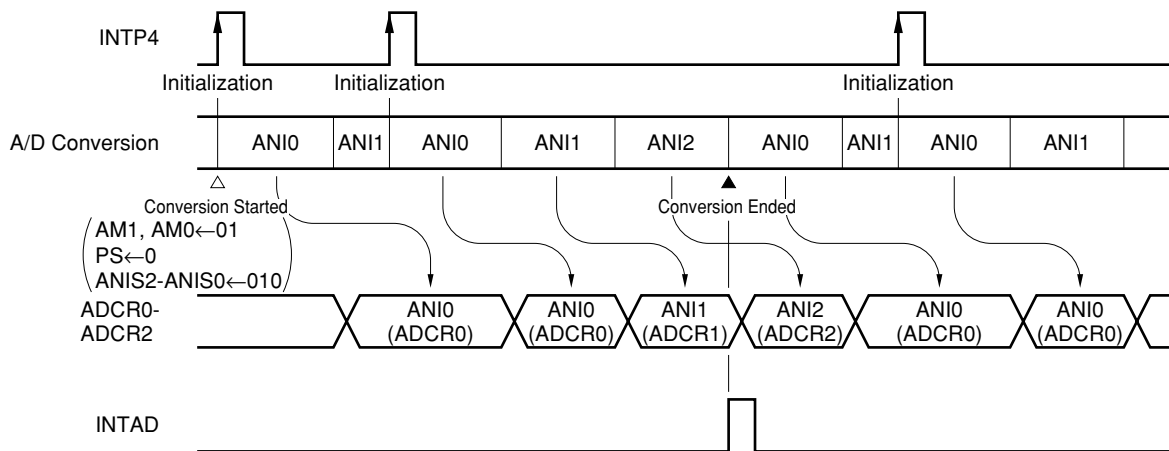 INTP4
Initialization Initialization Initialization
A/D Conversion ANI0 ANI1 ANI0 ANI1 ANI2 ANI0 ANI1 ANI0 ANI1
Conversion Started Conversion Ended
AM1, AM0←01
PS←0
ANIS2-ANIS0←010
ADCR0- ANI0 ANI0 ANI1 ANI2 ANI0 ANI0
ADCR2 (ADCR0) (ADCR0) (ADCR1) (ADCR2) (ADCR0) (ADCR0)
INTAD